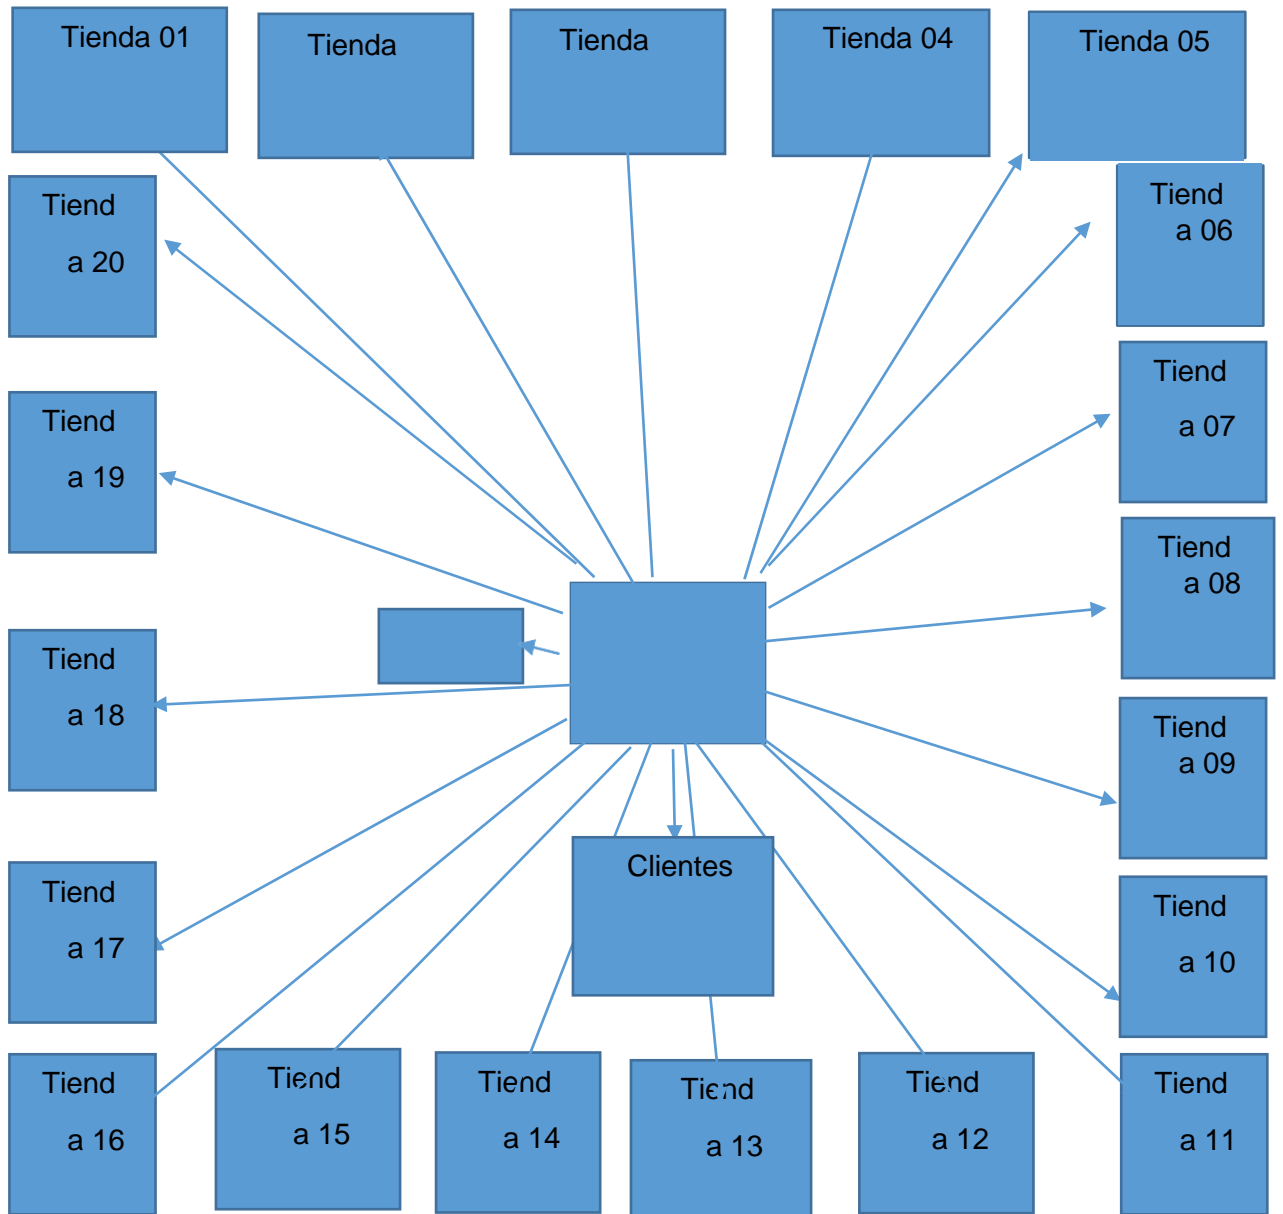 Tienda 01
Tienda
Tienda
Tienda 04
Tienda 05
Tiend
a 20
Tiend
a 06
Tiend
a 19
Tiend
a 07
Tiend
a 08
Tiend
a 18
Tiend
a 09
Clientes
Tiend
a 17
Tiend
a 10
Tiend
a 16
Tiend
a 15
Tiend
a 14
Tiend
a 13
Tiend
a 12
Tiend
a 11